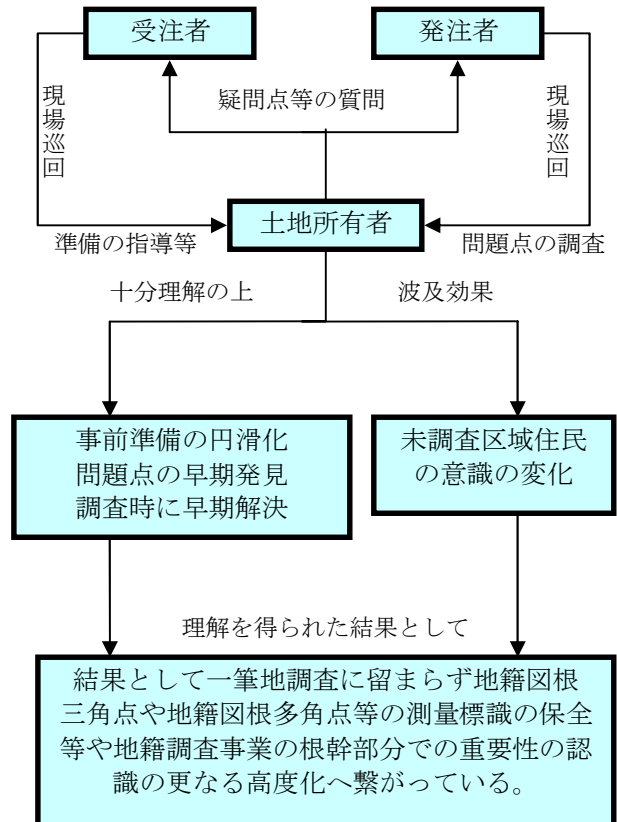 受注者
発注者
現場巡回
疑問点等の質問
現場巡回
土地所有者
準備の指導等
問題点の調査
十分理解の上
波及効果
事前準備の円滑化
問題点の早期発見
調査時に早期解決
未調査区域住民
の意識の変化
理解を得られた結果として
結果として一筆地調査に留まらず地籍図根
三角点や地籍図根多角点等の測量標識の保全
等や地籍調査事業の根幹部分での重要性の認
識の更なる高度化へ繋がっている。